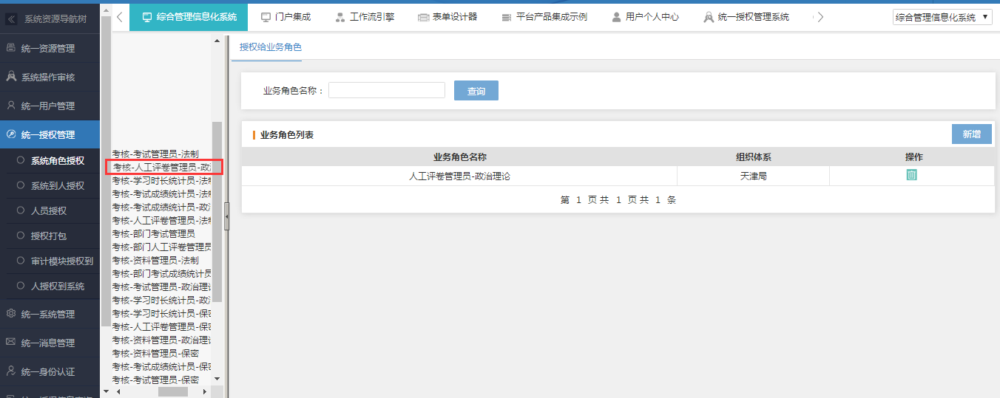 系统资源导航树
统一资源管理
系统操作审核
统一用户管理
统一授权管理
系统角色授权
系统到人授权
人员授权
授权打包
审计模块授权到
人授权到系统
统一系统管理
统一消息管理
统一身份认证
综合管理信息化系统
门户集成
工作流引擎
表单设计器
平台产品集成示例
用户个人中心
统一授权管理系统
综合管理信息化系统
考核-考试管理员-法制
考核-人工评卷管理员-政
考核-学习时长统计员-法制
考核-考试成绩统计员-法制
考核-考试成绩统计员-政
考核-人工评卷管理员-法制
考核-部门考试管理员
考核-部门人工评卷管理员
考核-资料管理员-法制
考核-部门考试成绩统计员
考核-考试管理员-政治理论
考核-学习时长统计员-政
考核-学习时长统计员-保密
考核-人工评卷管理员-保密
考核-资料管理员-政治理论
考核-资料管理员-保密
考核-考试成绩统计员-保密
考核-考试管理员-保密
授权给业务角色
业务角色名称：
查询
业务角色列表
新增
业务角色名称 组织体系 操作
人工评卷管理员-政治理论 天津局
第 1 页 共 1 页 共 1 条